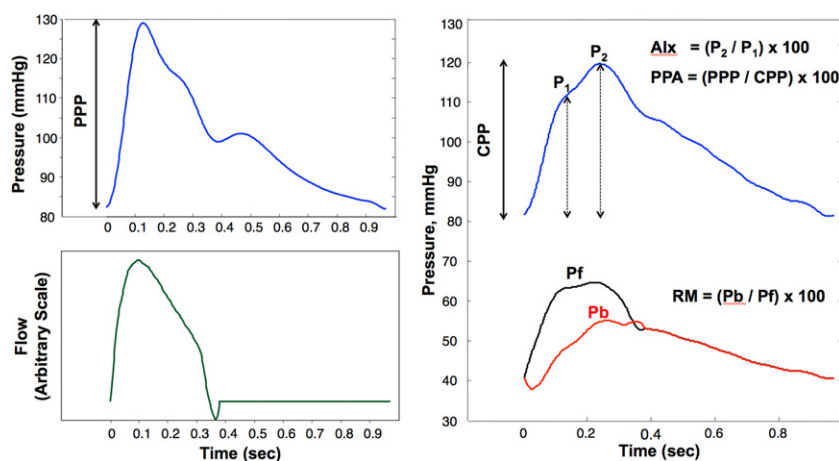 Pressure (mmHg)
130
120
110
100
90
80
PPP
0 0.1 0.2 0.3 0.4 0.5 0.6 0.7 0.8 0.9
Flow
(Arbitrary Scale)
0 0.1 0.2 0.3 0.4 0.5 0.6 0.7 0.8 0.9
Time (sec)
Pressure, mmHg
130
120
110
100
90
80
70
60
50
40
30
CPP
P1
P2
AIx = (P2 / P1) x 100
PPA = (PPP / CPP) x 100
Pf
Pb
RM = (Pb / Pf) x 100
0 0.2 0.4 0.6 0.8
Time (sec)